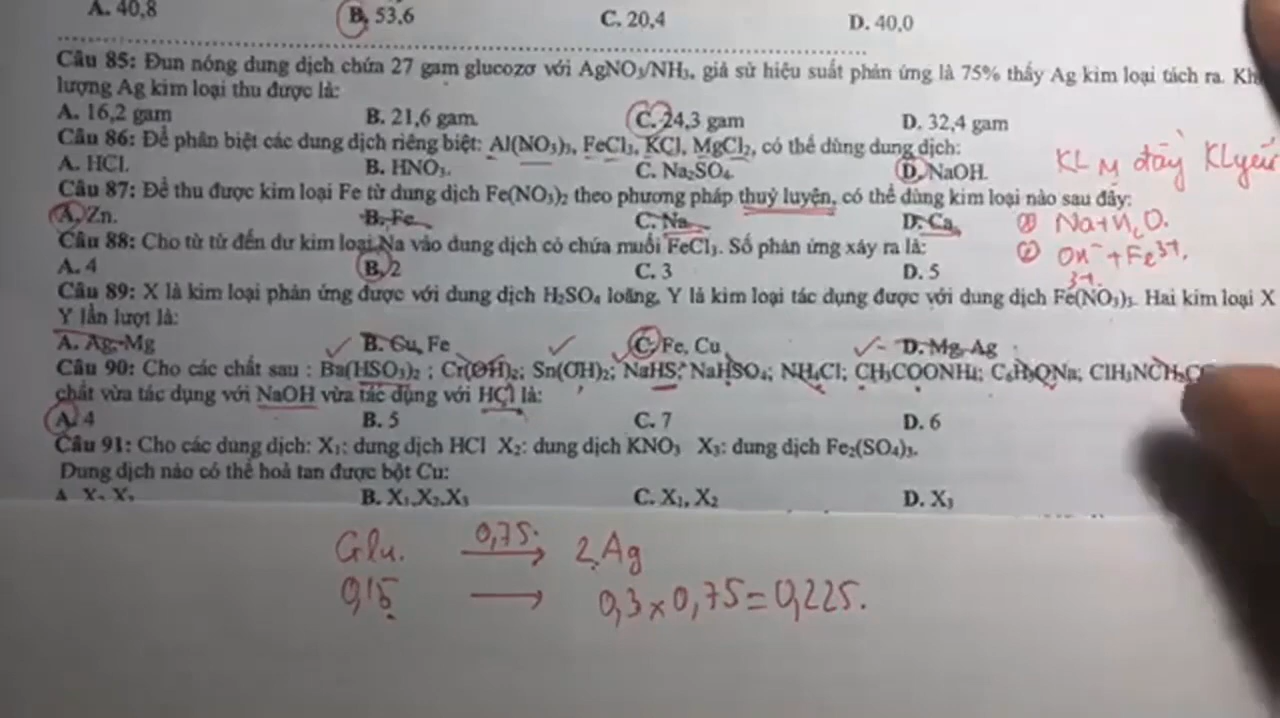 A. 40,8 B. 53,6 C. 20,4 D. 40,0
Câu 85: Đun nóng dung dịch chứa 27 gam glucozơ với AgNO₃/NH₃, giả sử hiệu suất phản ứng là 75% thấy Ag kim loại tách ra.
lượng Ag kim loại thu được là:
A. 16,2 gam B. 21,6 gam C. 24,3 gam D. 32,4 gam
Câu 86: Để phân biệt các dung dịch riêng biệt: Al(NO₃)₃, FeCl₃, KCl, MgCl₂, có thể dùng dung dịch:
A. HCl. B. HNO₃. C. Na₂SO₄. D. NaOH.
KL M đẩy KL yếu
Câu 87: Để thu được kim loại Fe từ dung dịch Fe(NO₃)₂ theo phương pháp thuỷ luyện, có thể dùng kim loại nào sau đây:
A. Zn. B. Fe C. Na D. Ca
Na + H₂O.
Câu 88: Cho từ từ đến dư kim loại Na vào dung dịch có chứa muối FeCl₃. Số phản ứng xảy ra là:
A. 4 B. 2 C. 3 D. 5
OH⁻ + Fe³⁺.
3+
Câu 89: X là kim loại phản ứng được với dung dịch H₂SO₄ loãng, Y là kim loại tác dụng được với dung dịch Fe(NO₃)₃. Hai kim loại X
Y lần lượt là:
A. Ag, Mg B. Cu, Fe C. Fe, Cu D. Mg, Ag
Câu 90: Cho các chất sau : Ba(HSO₃)₂ ; Cr(OH)₂; Sn(OH)₂; NaHS; NaHSO₄; NH₄Cl; CH₃COONH₄; C₆H₅ONa;
chất vừa tác dụng với NaOH vừa tác dụng với HCl là:
A. 4 B. 5 C. 7 D. 6
Câu 91: Cho các dung dịch: X₁: dung dịch HCl X₂: dung dịch KNO₃ X₃: dung dịch Fe₂(SO₄)₃.
Dung dịch nào có thể hoà tan được bột Cu:
B. X₁,X₂,X₃ C. X₁, X₂ D. X₃
Glu. 0,75. 2Ag
0,15 0,3 x 0,75 = 0,225.